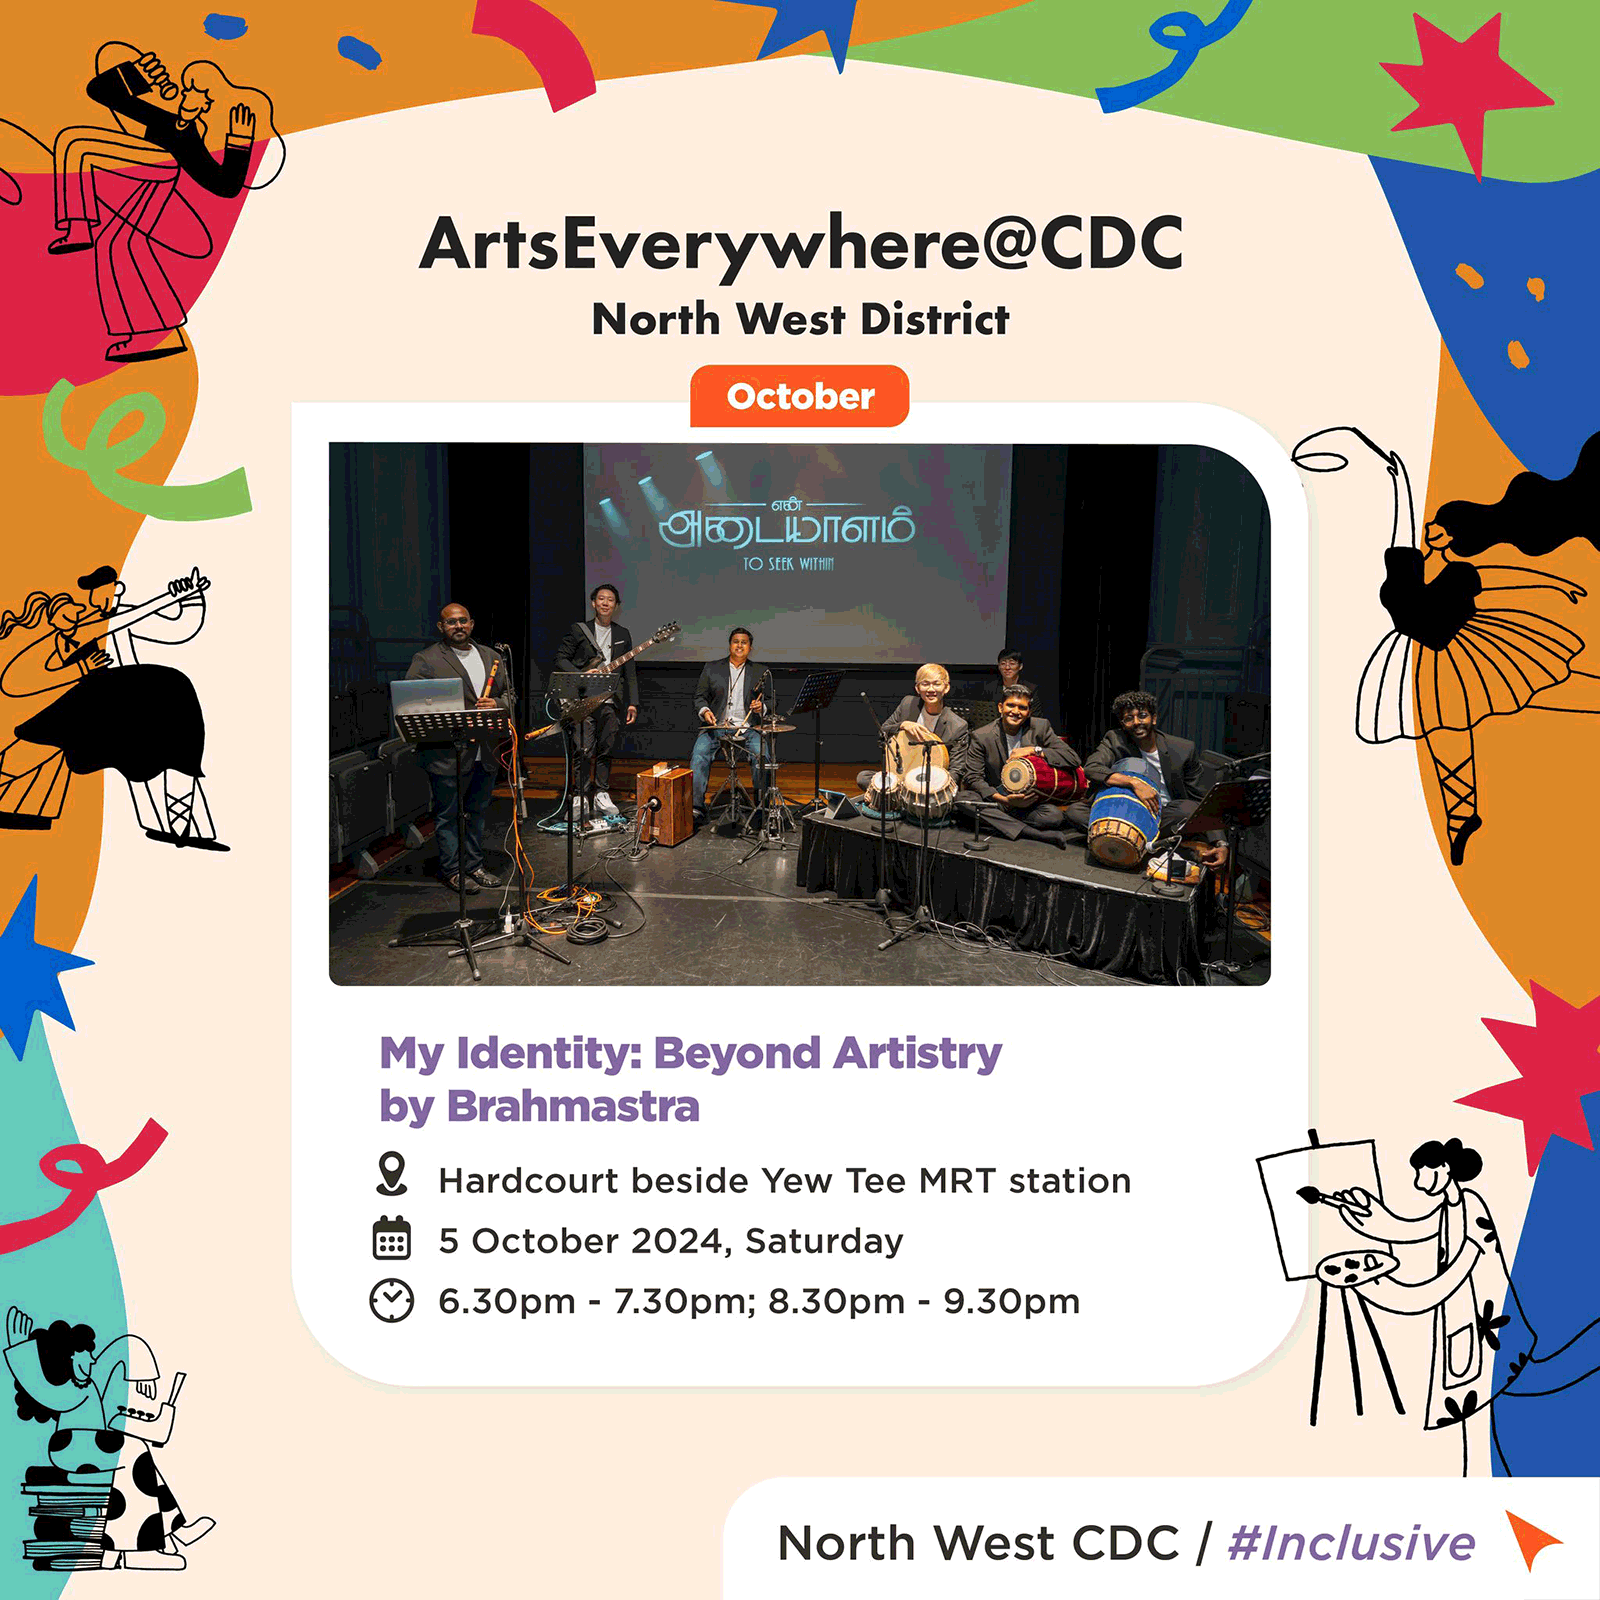 ArtsEverywhere@CDC
North West District
October
என்
அடையாளம்
TO SEEK WITHIN
My Identity: Beyond Artistry
by Brahmastra
Hardcourt beside Yew Tee MRT station
5 October 2024, Saturday
6.30pm - 7.30pm; 8.30pm - 9.30pm
North West CDC / #Inclusive